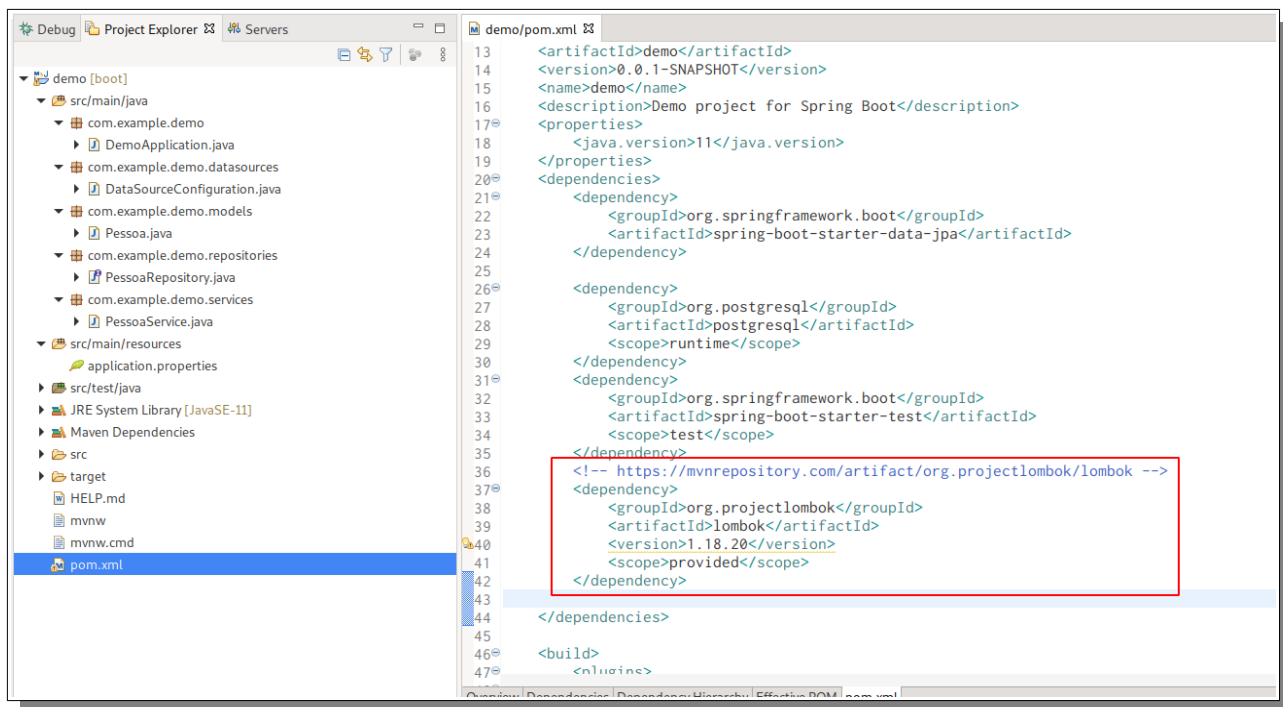 Debug Project Explorer Servers
demo [boot]
src/main/java
com.example.demo
DemoApplication.java
com.example.demo.datasources
DataSourceConfiguration.java
com.example.demo.models
Pessoa.java
com.example.demo.repositories
PessoaRepository.java
com.example.demo.services
PessoaService.java
src/main/resources
application.properties
src/test/java
JRE System Library [JavaSE-11]
Maven Dependencies
src
target
HELP.md
mvnw
mvnw.cmd
pom.xml
demo/pom.xml
13 <artifactId>demo</artifactId>
14 <version>0.0.1-SNAPSHOT</version>
15 <name>demo</name>
16 <description>Demo project for Spring Boot</description>
17 <properties>
18 <java.version>11</java.version>
19 </properties>
20 <dependencies>
21 <dependency>
22 <groupId>org.springframework.boot</groupId>
23 <artifactId>spring-boot-starter-data-jpa</artifactId>
24 </dependency>
25
26 <dependency>
27 <groupId>org.postgresql</groupId>
28 <artifactId>postgresql</artifactId>
29 <scope>runtime</scope>
30 </dependency>
31 <dependency>
32 <groupId>org.springframework.boot</groupId>
33 <artifactId>spring-boot-starter-test</artifactId>
34 <scope>test</scope>
35 </dependency>
36 <!-- https://mvnrepository.com/artifact/org.projectlombok/lombok -->
37 <dependency>
38 <groupId>org.projectlombok</groupId>
39 <artifactId>lombok</artifactId>
40 <version>1.18.20</version>
41 <scope>provided</scope>
42 </dependency>
43
44 </dependencies>
45
46 <build>
47 <plugins>
Overview Dependencies Dependency Hierarchy Effective POM pom.xml